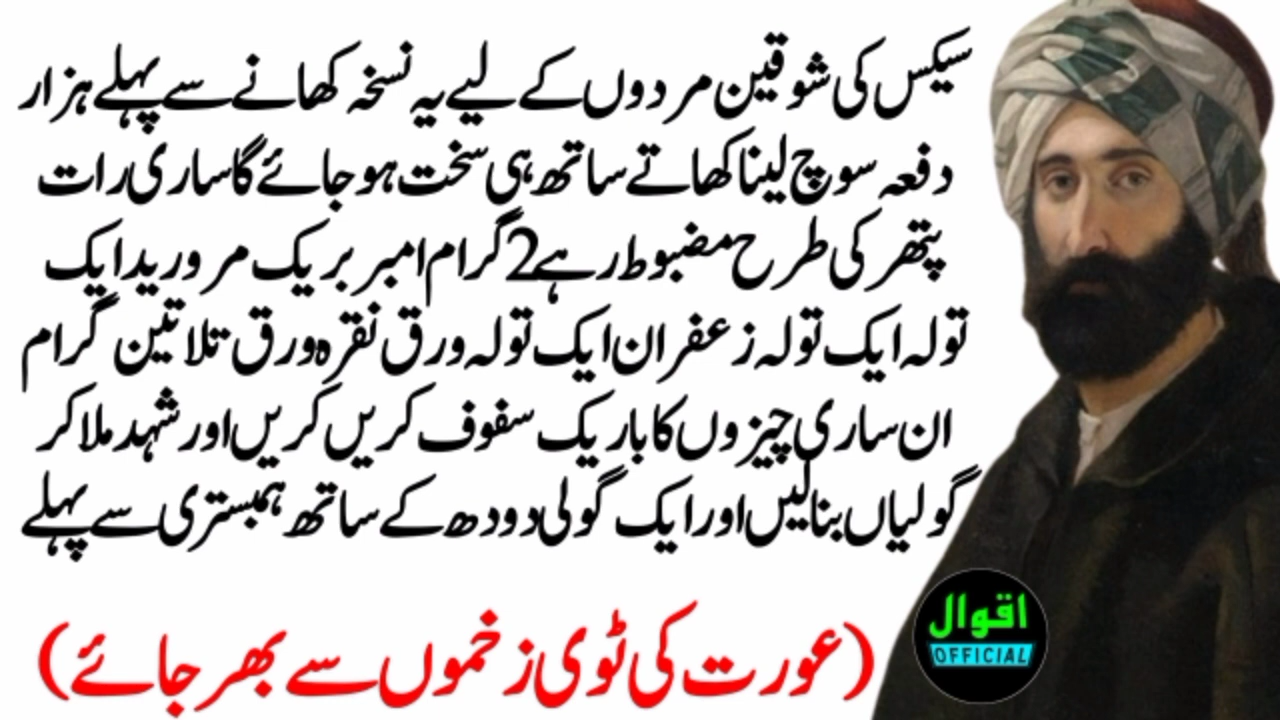 سیکس کی شوقین مردوں کے لیے یہ نسخہ کھانے سے پہلے ہزار
دفعہ سوچ لینا کھاتے ساتھ ہی سخت ہو جائے گا ساری رات
پتھر کی طرح مضبوط رہے 2 گرام امبر بریک مرورید ایک
تولہ ایک تولہ زعفران ایک تولہ ورق نقرہ ورق تلا تین گرام
ان ساری چیزوں کا باریک سفوف کریں کریں اور شہد ملا کر
گولیاں بنا لیں اور ایک گولی دودھ کے ساتھ ہمبستری سے پہلے
(عورت کی ٹوی زخموں سے بھر جائے)
اقوال
OFFICIAL